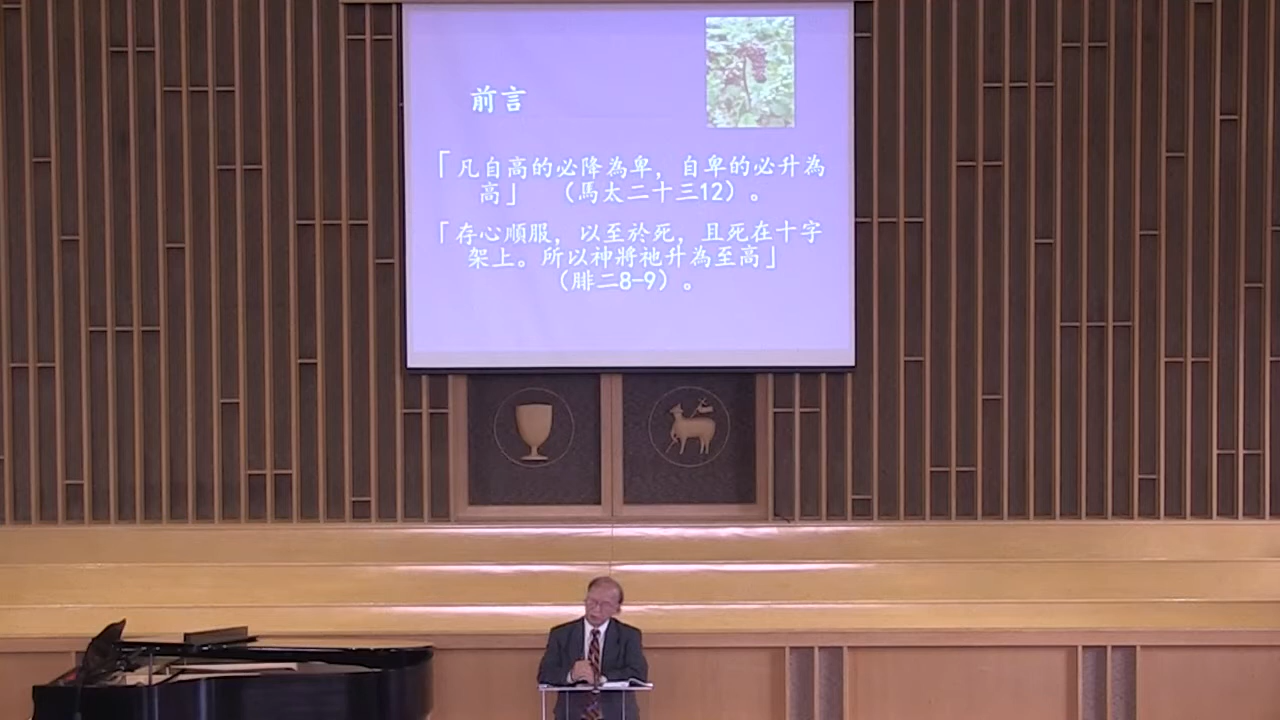 前言
「凡自高的必降為卑，自卑的必升為
高」 （馬太二十三12）。
「存心順服，以至於死，且死在十字
架上。所以神將祂升為至高」
（腓二8-9）。